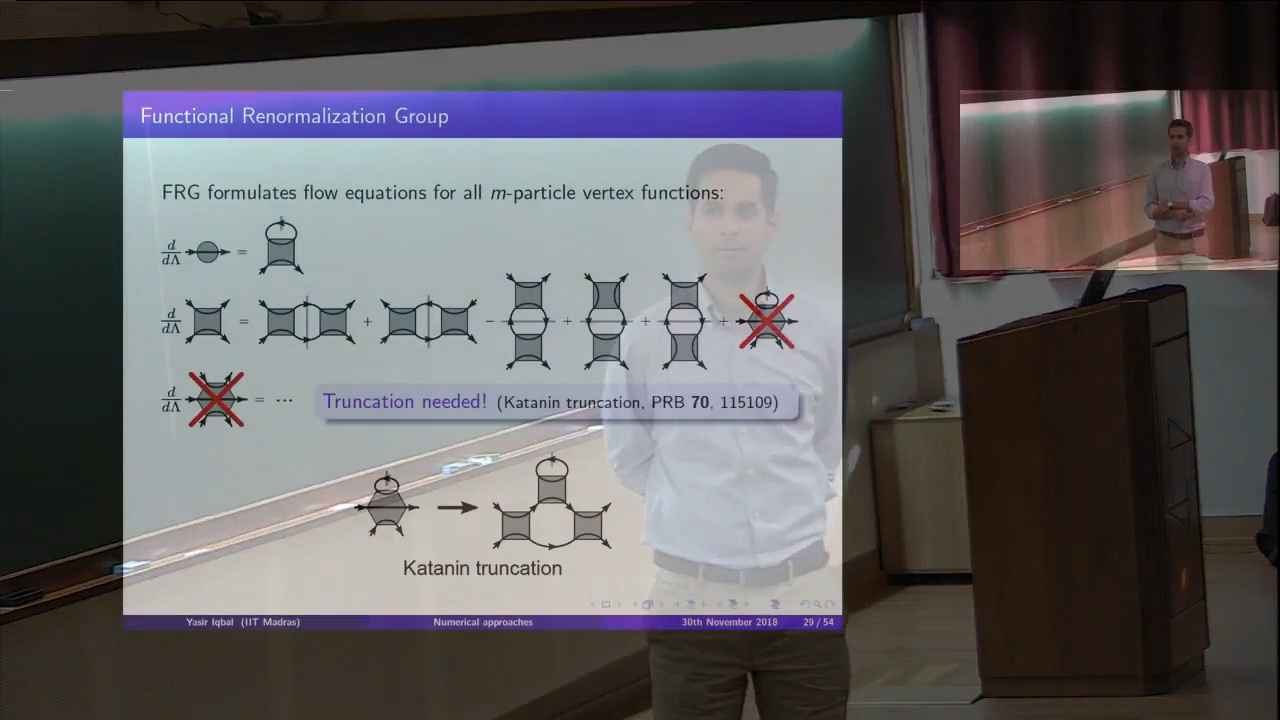 Functional Renormalization Group
FRG formulates flow equations for all m-particle vertex functions:
d/dΛ =
d/dΛ = + − + + +
d/dΛ = ⋯ Truncation needed! (Katanin truncation, PRB 70, 115109)
Katanin truncation
Yasir Iqbal (IIT Madras) Numerical approaches 30th November 2018 29 / 54